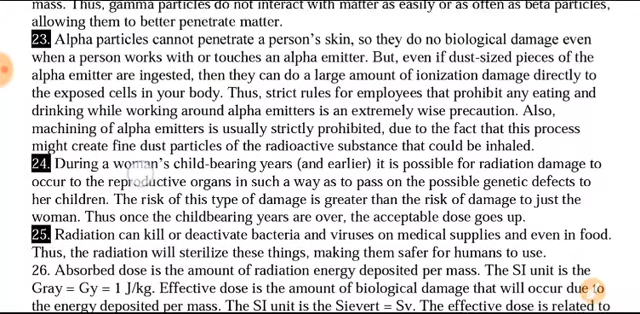 mass. Thus, gamma particles do not interact with matter as easily or as often as beta particles,
allowing them to better penetrate matter.
23. Alpha particles cannot penetrate a person's skin, so they do no biological damage even
when a person works with or touches an alpha emitter. But, even if dust-sized pieces of the
alpha emitter are ingested, then they can do a large amount of ionization damage directly to
the exposed cells in your body. Thus, strict rules for employees that prohibit any eating and
drinking while working around alpha emitters is an extremely wise precaution. Also,
machining of alpha emitters is usually strictly prohibited, due to the fact that this process
might create fine dust particles of the radioactive substance that could be inhaled.
24. During a woman's child-bearing years (and earlier) it is possible for radiation damage to
occur to the reproductive organs in such a way as to pass on the possible genetic defects to
her children. The risk of this type of damage is greater than the risk of damage to just the
woman. Thus once the childbearing years are over, the acceptable dose goes up.
25. Radiation can kill or deactivate bacteria and viruses on medical supplies and even in food.
Thus, the radiation will sterilize these things, making them safer for humans to use.
26. Absorbed dose is the amount of radiation energy deposited per mass. The SI unit is the
Gray = Gy = 1 J/kg. Effective dose is the amount of biological damage that will occur due to
the energy deposited per mass. The SI unit is the Sievert = Sv. The effective dose is related to